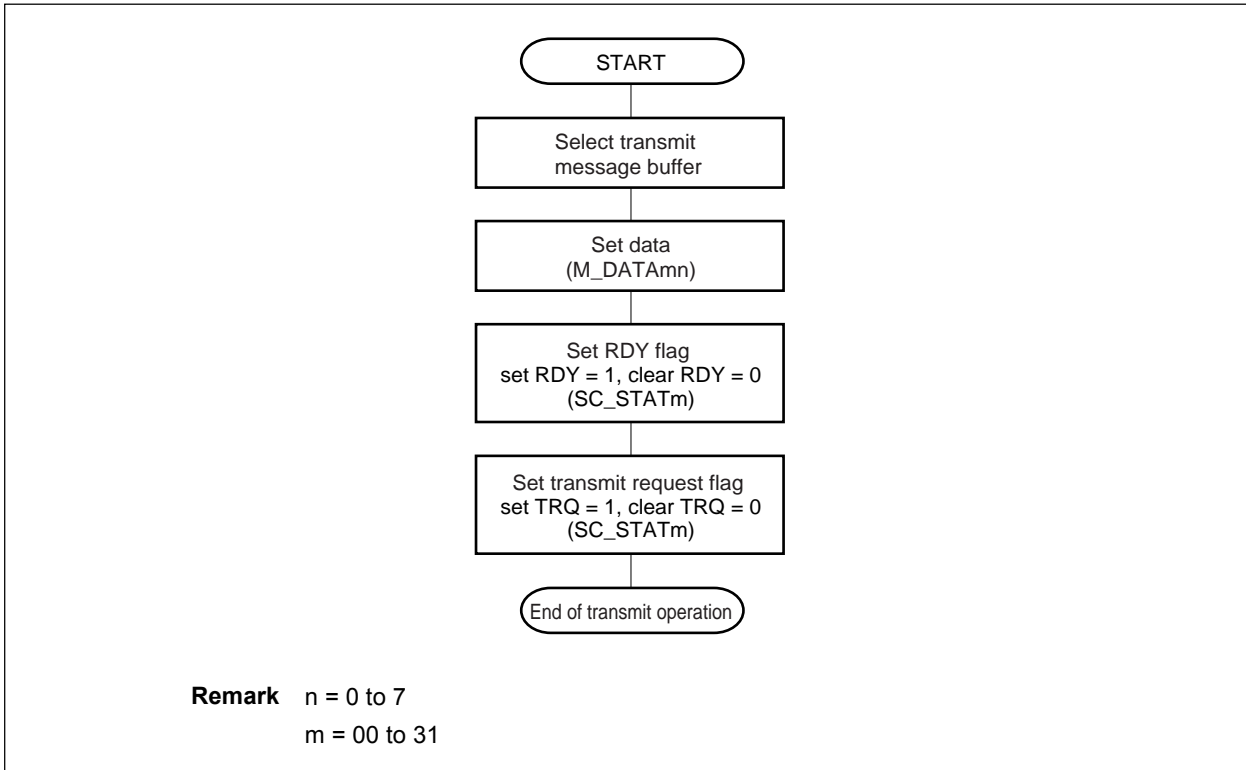 START
Select transmit
message buffer
Set data
(M_DATAmn)
Set RDY flag
set RDY = 1, clear RDY = 0
(SC_STATm)
Set transmit request flag
set TRQ = 1, clear TRQ = 0
(SC_STATm)
End of transmit operation
Remark n = 0 to 7
m = 00 to 31